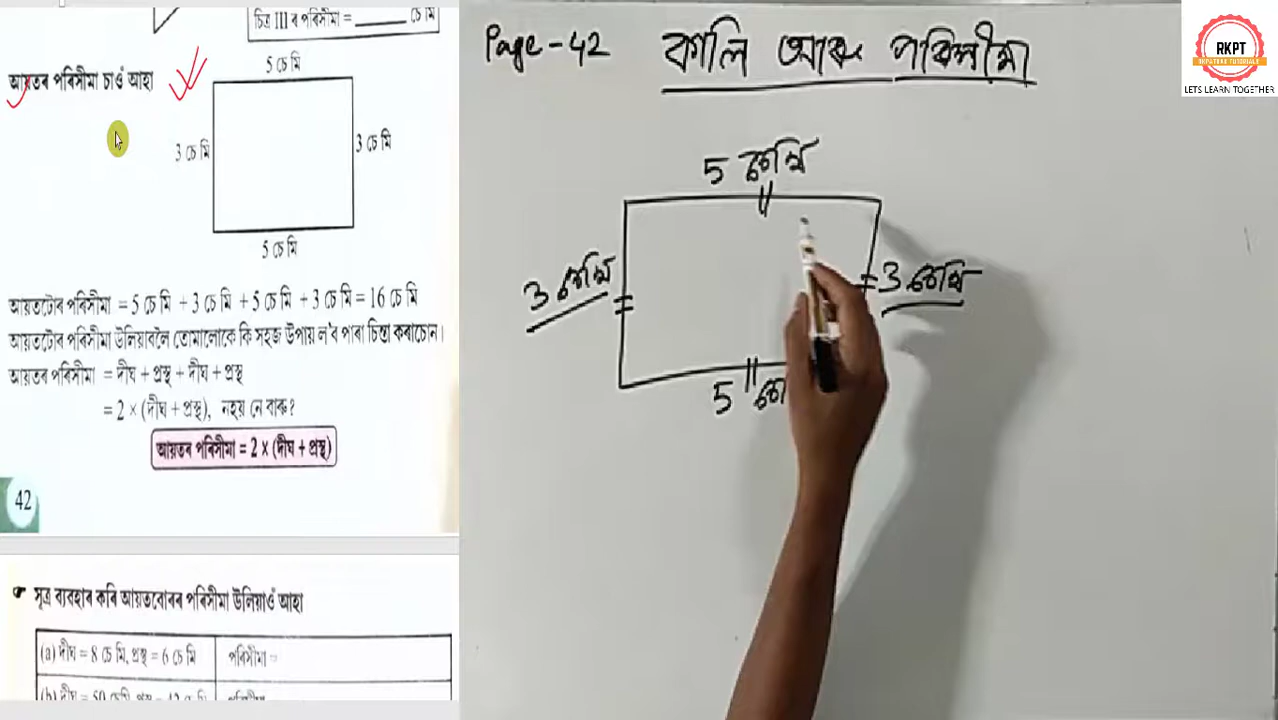 চিত্ৰ III ৰ পৰিসীমা = ______ চে মি
আয়তৰ পৰিসীমা চাওঁ আহা
5 চে মি
3 চে মি
3 চে মি
5 চে মি
আয়তটোৰ পৰিসীমা = 5 চে মি + 3 চে মি + 5 চে মি + 3 চে মি = 16 চে মি
আয়তটোৰ পৰিসীমা উলিয়াবলৈ তোমালোকে কি সহজ উপায় ল'ব পাৰা চিন্তা কৰাচোন।
আয়তৰ পৰিসীমা = দীঘ + প্ৰস্থ + দীঘ + প্ৰস্থ
= 2 × (দীঘ + প্ৰস্থ), নহয় নে বাৰু?
আয়তৰ পৰিসীমা = 2 × (দীঘ + প্ৰস্থ)
42
সূত্ৰ ব্যবহাৰ কৰি আয়তবোৰৰ পৰিসীমা উলিয়াওঁ আহা
(a) দীঘ = 8 চে মি, প্ৰস্থ = 6 চে মি
পৰিসীমা =
Page-42 কালি আৰু পৰিসীমা
5 চেমি
3 চেমি
3 চেমি
5
RKPT
RKPATHAK TUTORIALS
LETS LEARN TOGETHER